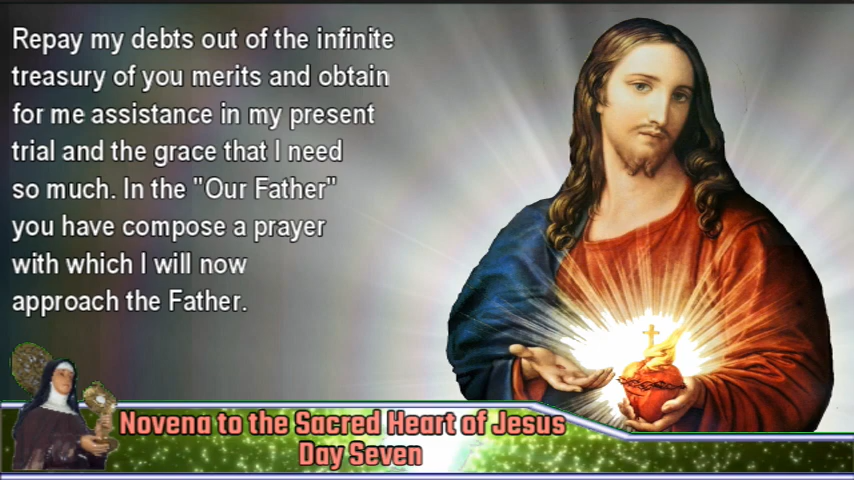 Repay my debts out of the infinite
treasury of you merits and obtain
for me assistance in my present
trial and the grace that I need
so much. In the "Our Father"
you have compose a prayer
with which I will now
approach the Father.
Novena to the Sacred Heart of Jesus
Day Seven